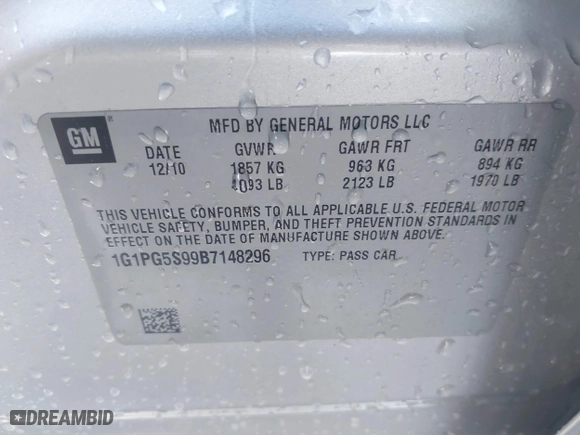 GM
MFD BY GENERAL MOTORS LLC
DATE GVWR GAWR FRT GAWR RR
12/10 1857 KG 963 KG 894 KG
4093 LB 2123 LB 1970 LB
THIS VEHICLE CONFORMS TO ALL APPLICABLE U.S. FEDERAL MOTOR
VEHICLE SAFETY, BUMPER, AND THEFT PREVENTION STANDARDS IN
EFFECT ON THE DATE OF MANUFACTURE SHOWN ABOVE.
1G1PG5S99B7148296 TYPE: PASS CAR
DREAMBID